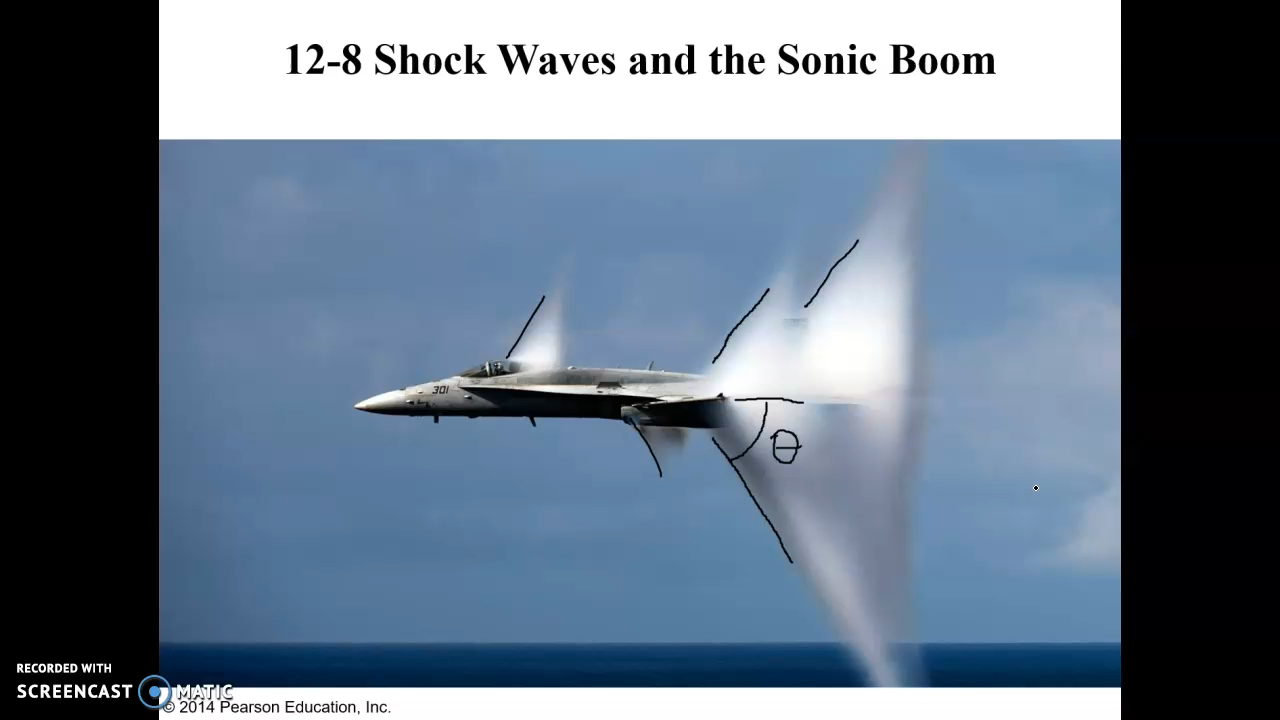 12-8 Shock Waves and the Sonic Boom
301
θ
RECORDED WITH
SCREENCAST MATIC
© 2014 Pearson Education, Inc.